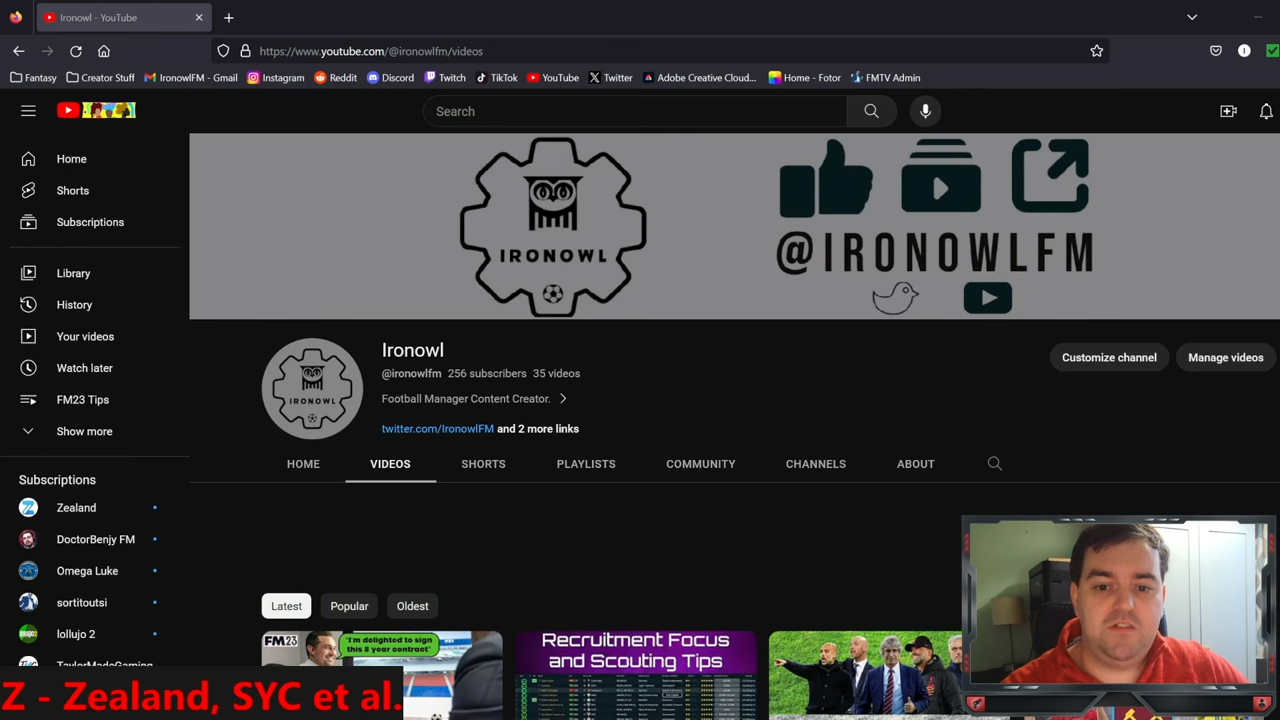 Ironowl - YouTube
https://www.youtube.com/@ironowlfm/videos
Fantasy Creator Stuff IronowlFM - Gmail Instagram Reddit Discord Twitch TikTok YouTube Twitter Adobe Creative Cloud... Home - Fotor FMTV Admin
Search
Home
Shorts
Subscriptions
Library
History
Your videos
Watch later
FM23 Tips
Show more
Subscriptions
Zealand
DoctorBenjy FM
Omega Luke
sortitoutsi
lollujo 2
TaylorMadeGaming
IRONOWL
@IRONOWLFM
IRONOWL
Ironowl
@ironowlfm 256 subscribers 35 videos
Football Manager Content Creator.
twitter.com/IronowlFM and 2 more links
Customize channel Manage videos
HOME VIDEOS SHORTS PLAYLISTS COMMUNITY CHANNELS ABOUT
Latest Popular Oldest
FM23
"I'm delighted to sign
this 8 year contract"
Recruitment Focus
and Scouting Tips
Zealand, SYC et al